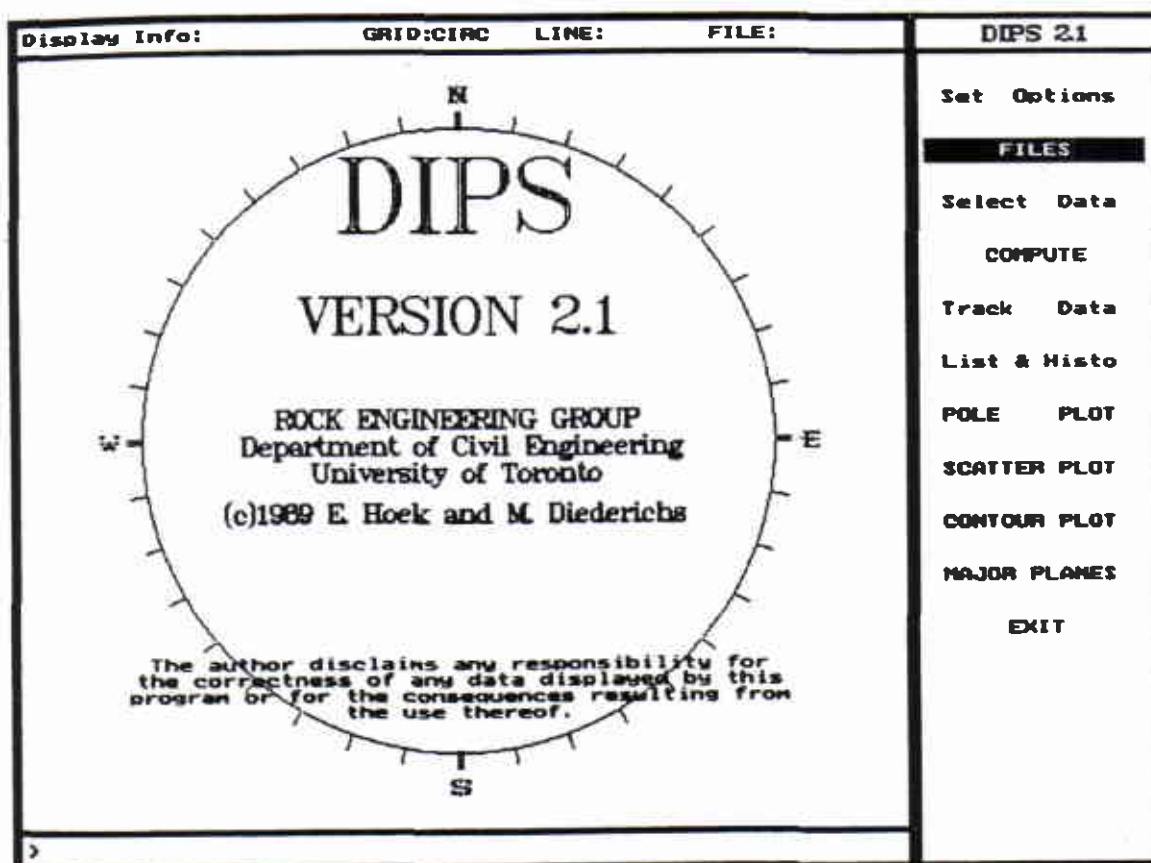 Display Info: GRID:CIRC LINE: FILE:
N
DIPS
VERSION 2.1
W
E
ROCK ENGINEERING GROUP
Department of Civil Engineering
University of Toronto
(c)1989 E. Hoek and M. Diederichs
The author disclaims any responsibility for
the correctness of any data displayed by this
program or for the consequences resulting from
the use thereof.
S
>
DIPS 2.1
Set Options
FILES
Select Data
COMPUTE
Track Data
List & Histo
POLE PLOT
SCATTER PLOT
CONTOUR PLOT
MAJOR PLANES
EXIT